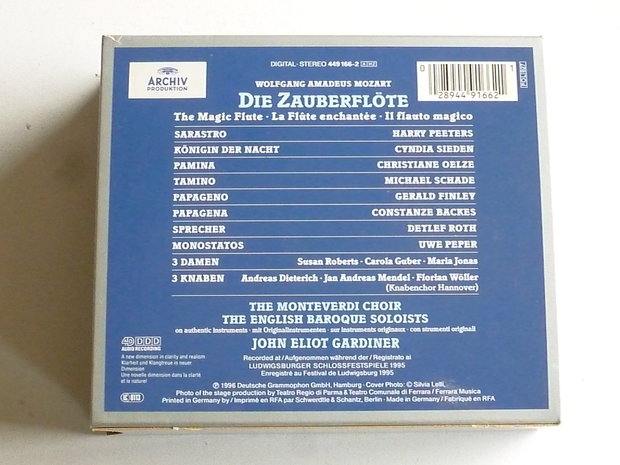 ARCHIV
PRODUKTION
DIGITAL·STEREO 449 166-2 AH2
0 28944 91662 1
POL 827
WOLFGANG AMADEUS MOZART
DIE ZAUBERFLÖTE
The Magic Flute · La Flûte enchantée · Il flauto magico
SARASTRO HARRY PEETERS
KÖNIGIN DER NACHT CYNDIA SIEDEN
PAMINA CHRISTIANE OELZE
TAMINO MICHAEL SCHADE
PAPAGENO GERALD FINLEY
PAPAGENA CONSTANZE BACKES
SPRECHER DETLEF ROTH
MONOSTATOS UWE PEPER
3 DAMEN Susan Roberts · Carola Guber · Maria Jonas
3 KNABEN Andreas Dieterich · Jan Andreas Mendel · Florian Wöller
(Knabenchor Hannover)
THE MONTEVERDI CHOIR
THE ENGLISH BAROQUE SOLOISTS
on authentic instruments · mit Originalinstrumenten · sur instruments originaux · con strumenti originali
JOHN ELIOT GARDINER
4D DDD
AUDIO RECORDING
A new dimension in clarity and realism
Klarheit und Klangtreue in neuer
Dimension
Une nouvelle dimension dans la clarté
et le naturel
Recorded at / Aufgenommen während der / Registrato ai
LUDWIGSBURGER SCHLOSSFESTSPIELE 1995
Enregistré au Festival de Ludwigsburg 1995
℗ 1996 Deutsche Grammophon GmbH, Hamburg · Cover Photo: © Silvia Lelli,
Photo of the stage production by Teatro Regio di Parma & Teatro Comunale di Ferrara / Ferrara Musica
Printed in Germany by / Imprimé en RFA par Schwerdtle & Schantz, Berlin · Made in Germany / Fabriqué en RFA